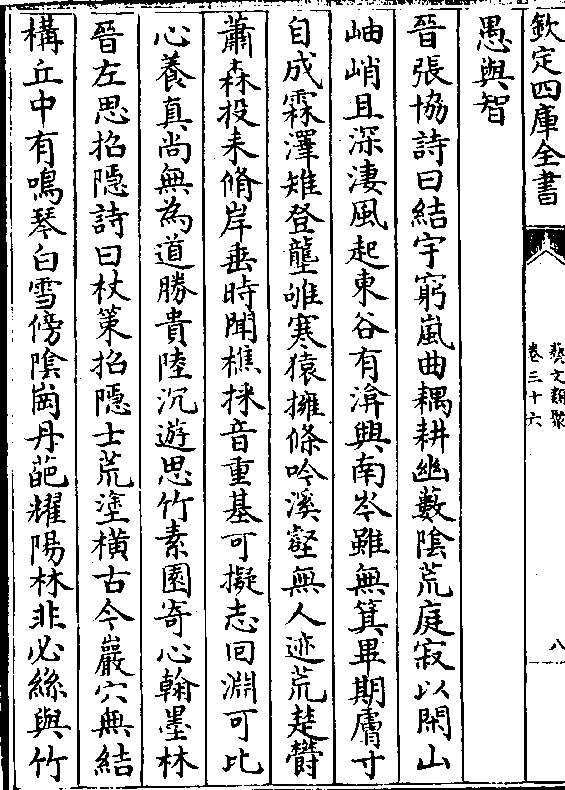 欽定四庫全書
藝文類聚
卷三十六
八
愚與智
晉張協詩曰結宇窮嵐曲耦耕幽藪陰荒庭寂以閑山
岫峭且深淒風起東谷有渰興南岑雖無箕畢期膚寸
自成霖澤雉登壟雊寒猿擁條吟溪壑無人迹荒楚欝
蕭森投耒脩岸垂時聞樵採音重基可擬志回淵可比
心養真尚無為道勝貴陸沉遊思竹素園寄心翰墨林
晉左思招隱詩曰杖策招隱士荒塗橫古今巖穴無結
構丘中有鳴琴白雪傍陰崗丹葩耀陽林非必絲與竹